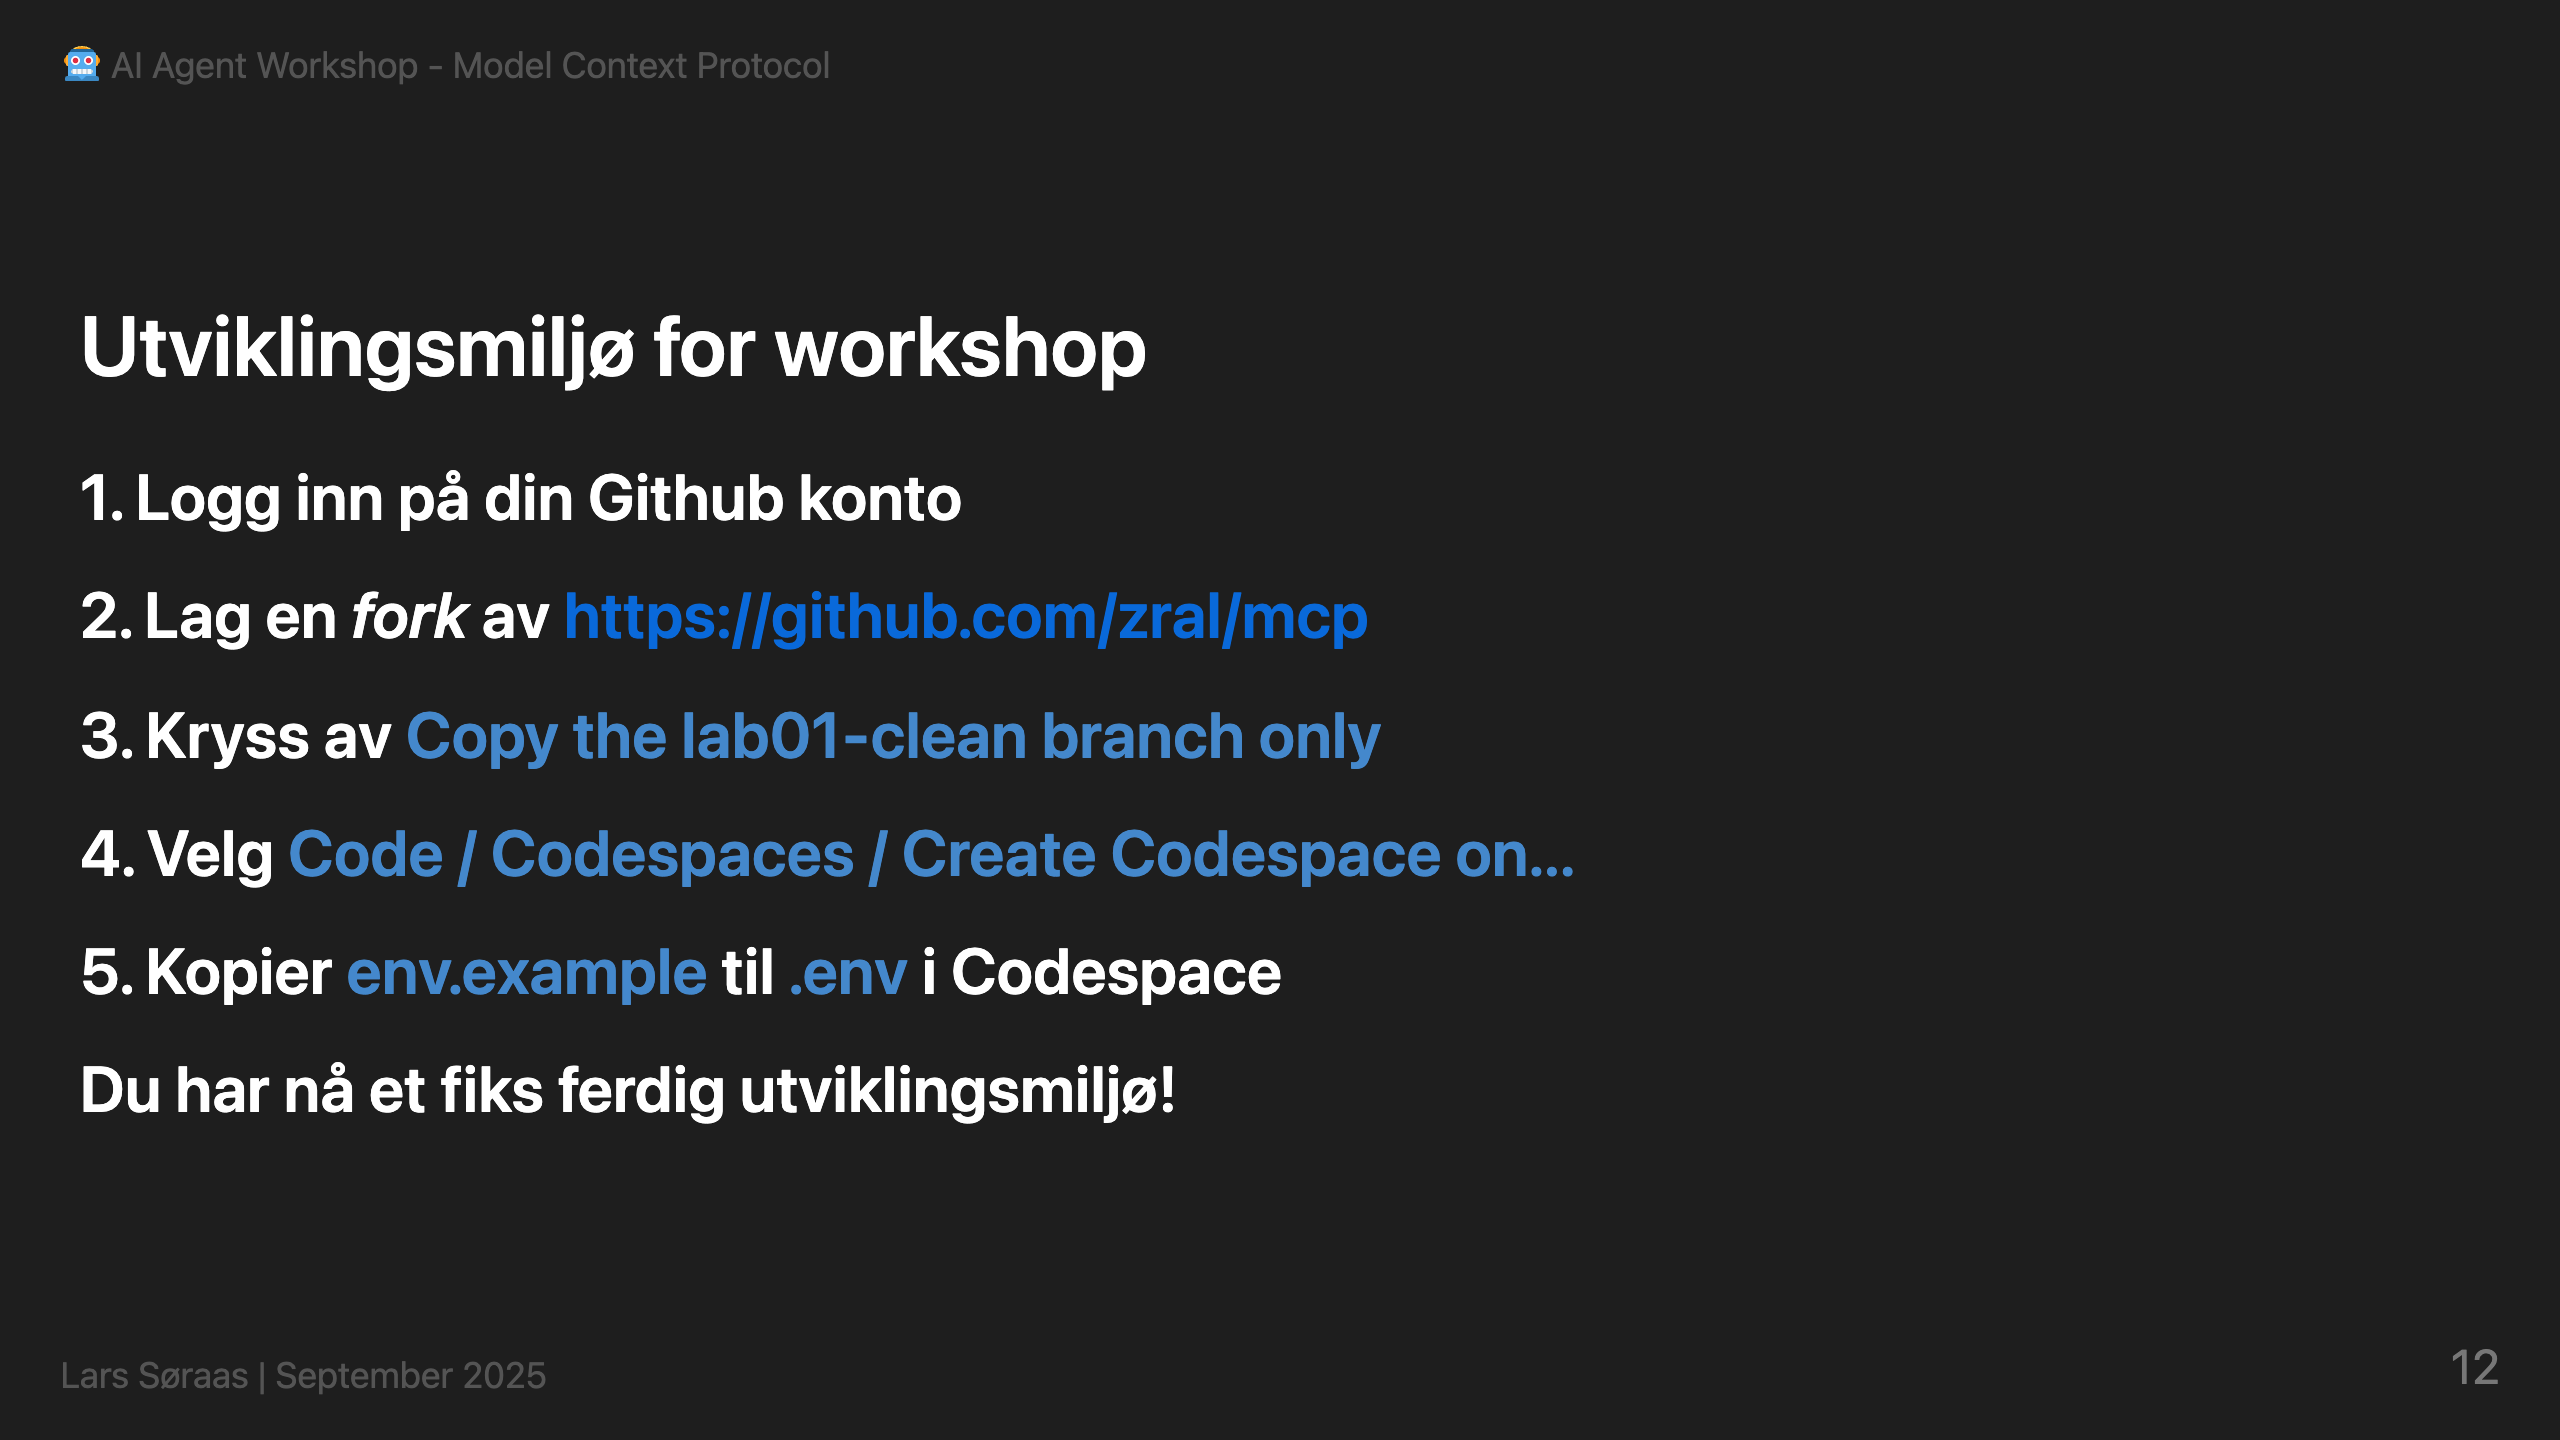 AI Agent Workshop - Model Context Protocol
Utviklingsmiljø for workshop
1. Logg inn på din Github konto
2. Lag en fork av https://github.com/zral/mcp
3. Kryss av Copy the lab01-clean branch only
4. Velg Code / Codespaces / Create Codespace on...
5. Kopier env.example til .env i Codespace
Du har nå et fiks ferdig utviklingsmiljø!
Lars Søraas | September 2025
12